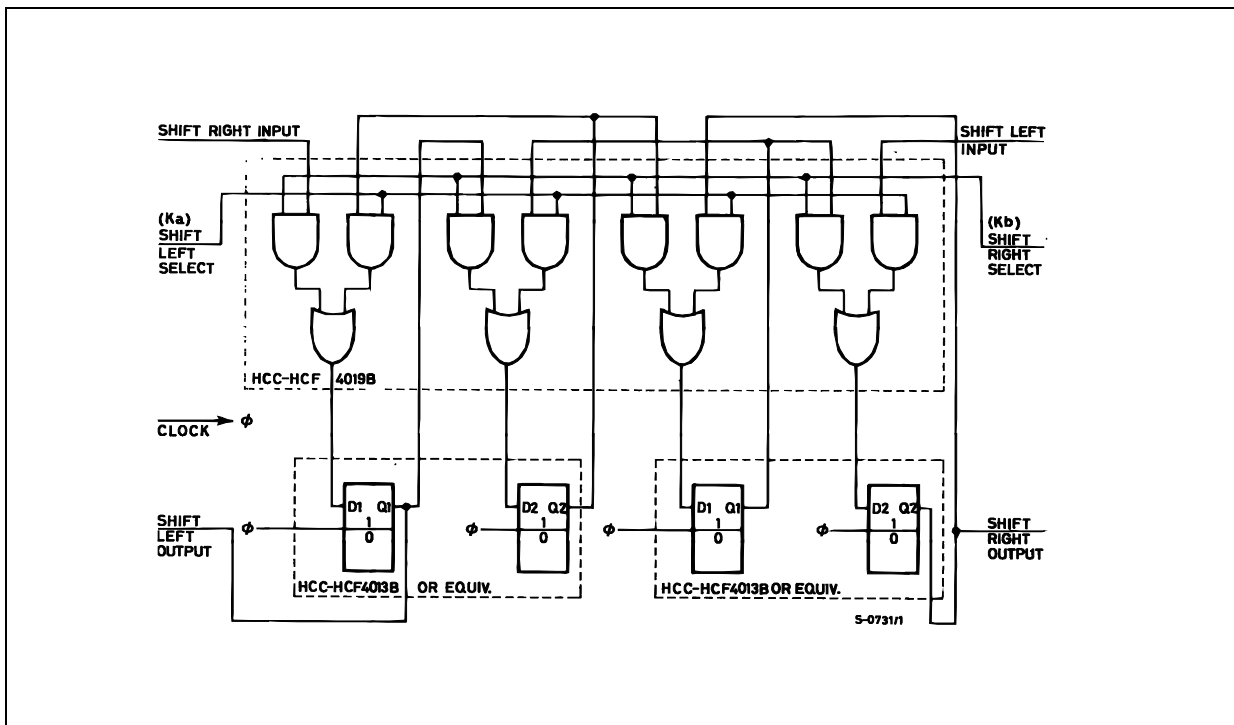 SHIFT RIGHT INPUT
SHIFT LEFT
INPUT
(Ka)
SHIFT
LEFT
SELECT
(Kb)
SHIFT
RIGHT
SELECT
HCC-HCF 4019B
CLOCK
ϕ
D1 Q1
1
0
D2 Q2
1
0
D1 Q1
1
0
D2 Q2
1
0
ϕ
ϕ
ϕ
ϕ
SHIFT
LEFT
OUTPUT
SHIFT
RIGHT
OUTPUT
HCC-HCF4013B OR EQUIV.
HCC-HCF4013B OR EQUIV.
S-0731/1